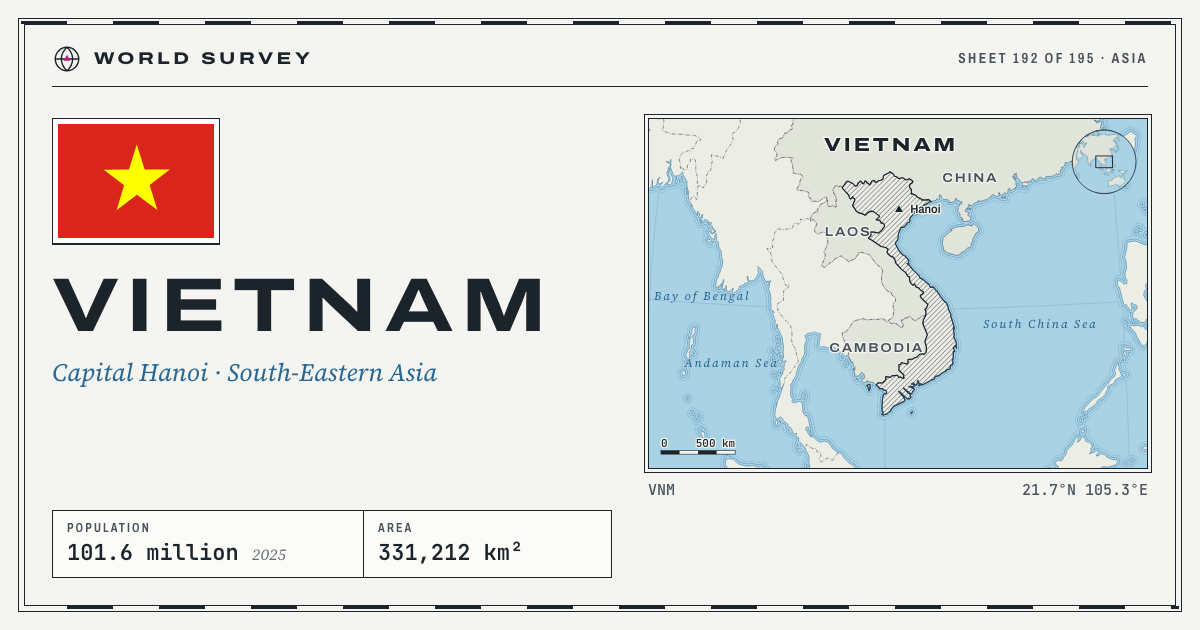 WORLD SURVEY
SHEET 192 OF 195 · ASIA
VIETNAM
Capital Hanoi · South-Eastern Asia
POPULATION
101.6 million 2025
AREA
331,212 km²
VIETNAM
CHINA
Hanoi
LAOS
Bay of Bengal
South China Sea
CAMBODIA
Andaman Sea
0 500 km
VNM
21.7°N 105.3°E